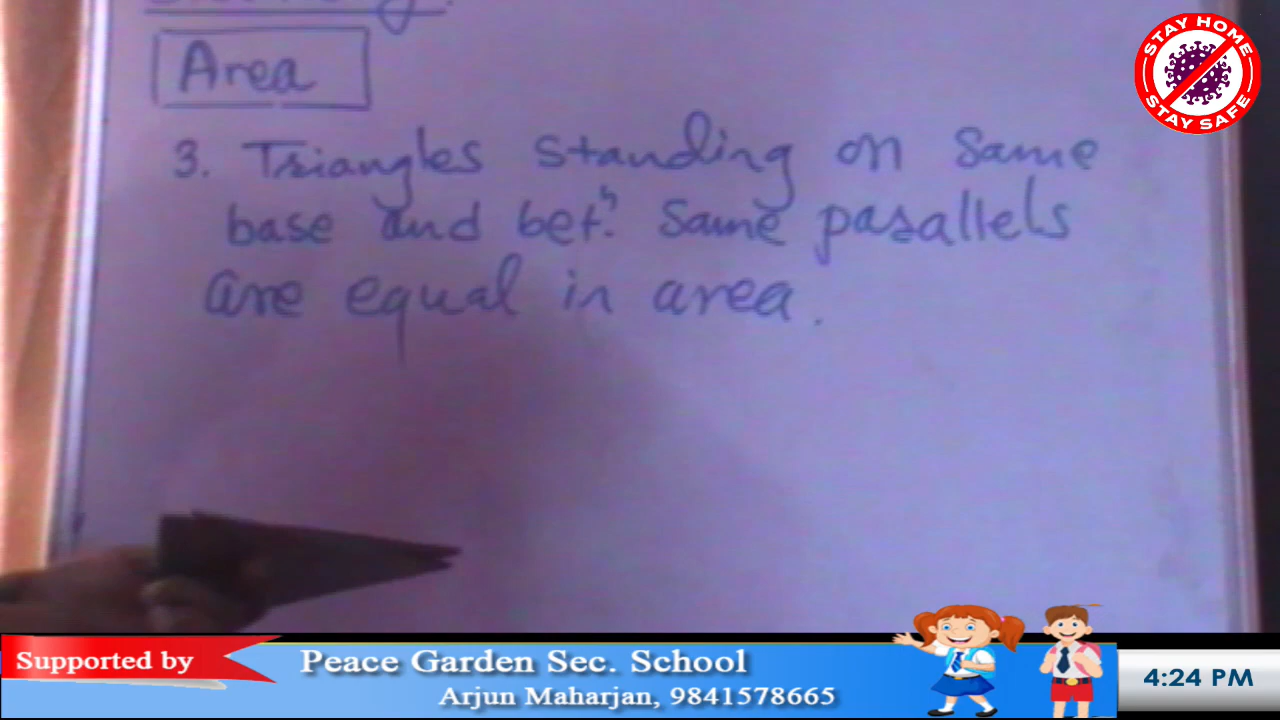 Area
3. Triangles standing on same
base and betn. same parallels
are equal in area.
STAY HOME
STAY SAFE
Supported by
Peace Garden Sec. School
Arjun Maharjan, 9841578665
4:24 PM